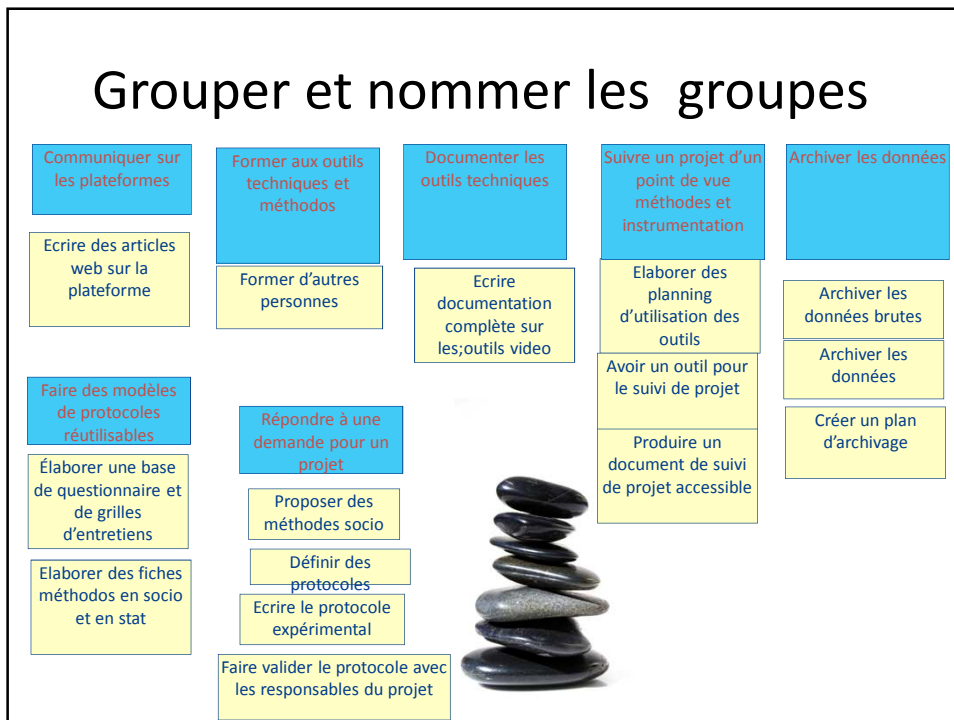 Grouper et nommer les groupes
Communiquer sur
les plateformes
Ecrire des articles
web sur la
plateforme
Former aux outils
techniques et
méthodos
Former d'autres
personnes
Documenter les
outils techniques
Ecrire
documentation
complète sur
les;outils video
Suivre un projet d'un
point de vue
méthodes et
instrumentation
Elaborer des
planning
d'utilisation des
outils
Avoir un outil pour
le suivi de projet
Produire un
document de suivi
de projet accessible
Archiver les données
Archiver les
données brutes
Archiver les
données
Créer un plan
d'archivage
Faire des modèles
de protocoles
réutilisables
Élaborer une base
de questionnaire et
de grilles
d'entretiens
Elaborer des fiches
méthodos en socio
et en stat
Répondre à une
demande pour un
projet
Proposer des
méthodes socio
Définir des
protocoles
Ecrire le protocole
expérimental
Faire valider le protocole avec
les responsables du projet